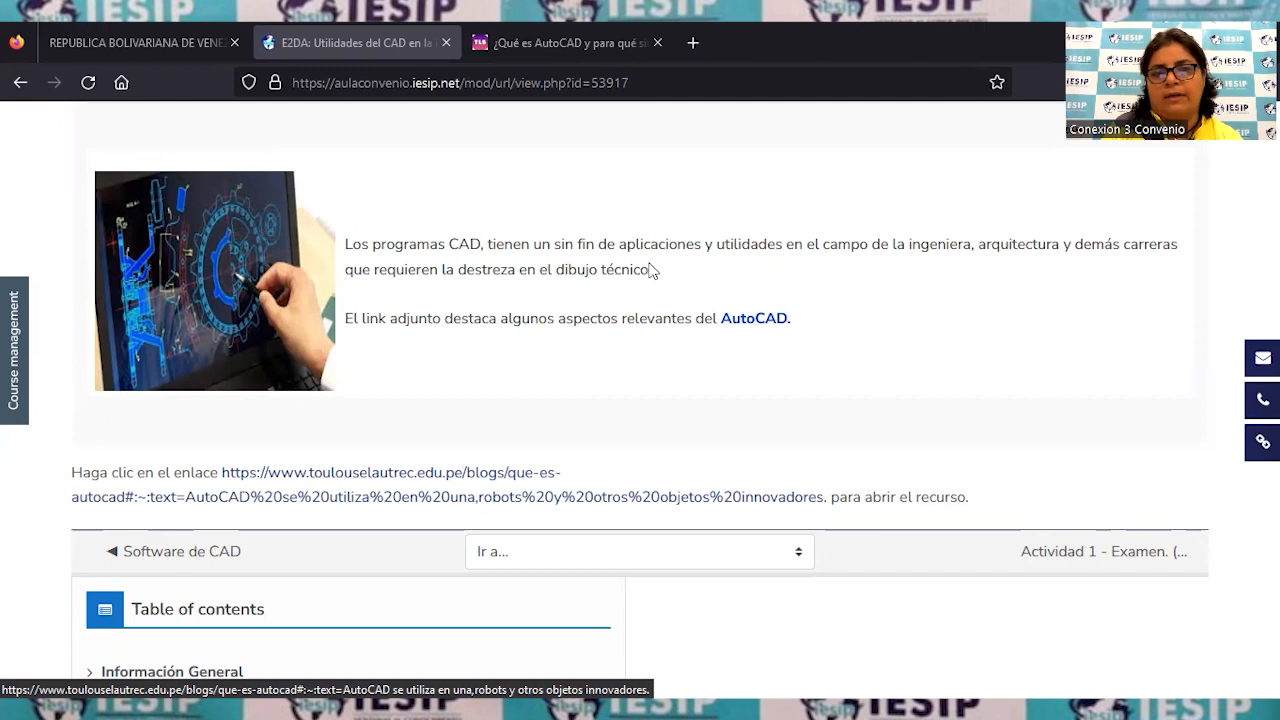 IESIP
REPUBLICA BOLIVARIANA DE VENE
E2DA: Utilidades del CAD en la
TLS
¿Qué es AutoCAD y para qué si
https://aulaconvenio.iesipp.net/mod/url/view.php?id=53917
Conexion 3 Convenio
Los programas CAD, tienen un sin fin de aplicaciones y utilidades en el campo de la ingeniera, arquitectura y demás carreras
que requieren la destreza en el dibujo técnico
El link adjunto destaca algunos aspectos relevantes del AutoCAD.
Course management
Haga clic en el enlace https://www.toulouselautrec.edu.pe/blogs/que-es-
autocad#:~:text=AutoCAD%20se%20utiliza%20en%20una,robots%20y%20otros%20objetos%20innovadores. para abrir el recurso.
◄ Software de CAD
Ir a...
Actividad 1 - Examen. (...
Table of contents
Información General
https://www.toulouselautrec.edu.pe/blogs/que-es-autocad#:~:text=AutoCAD se utiliza en una,robots y otros objetos innovadores.
IESIP